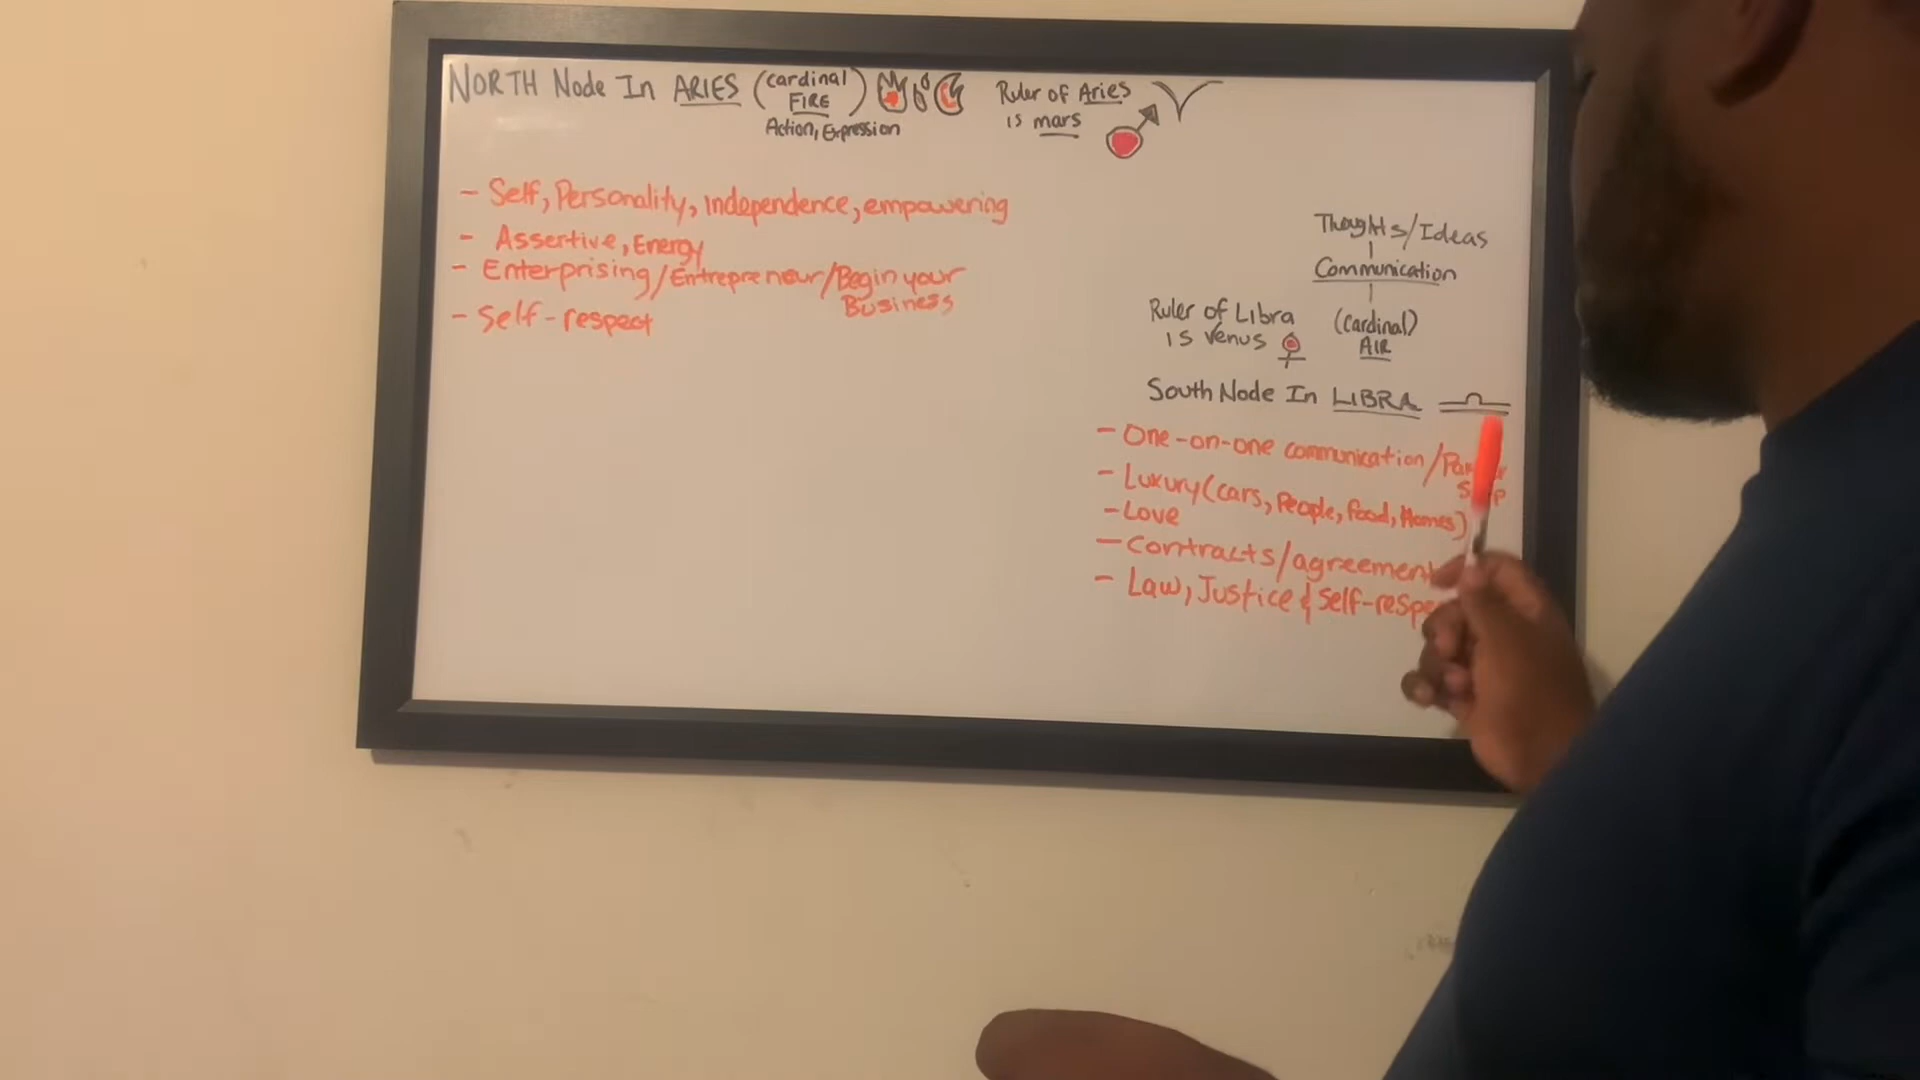 NORTH Node In ARIES (cardinal FIRE)
Action, Expression
Ruler of Aries
is mars
- Self, Personality, Independence, empowering
- Assertive, Energy
- Enterprising/Entrepreneur/Begin your
Business
- Self-respect
Thoughts/Ideas
Communication
(cardinal)
AIR
Ruler of Libra
is Venus
South Node In LIBRA
- One-on-one communication/
- Luxury (cars, People, food, Homes)
- Love
- Contracts/
- Law, Justice &